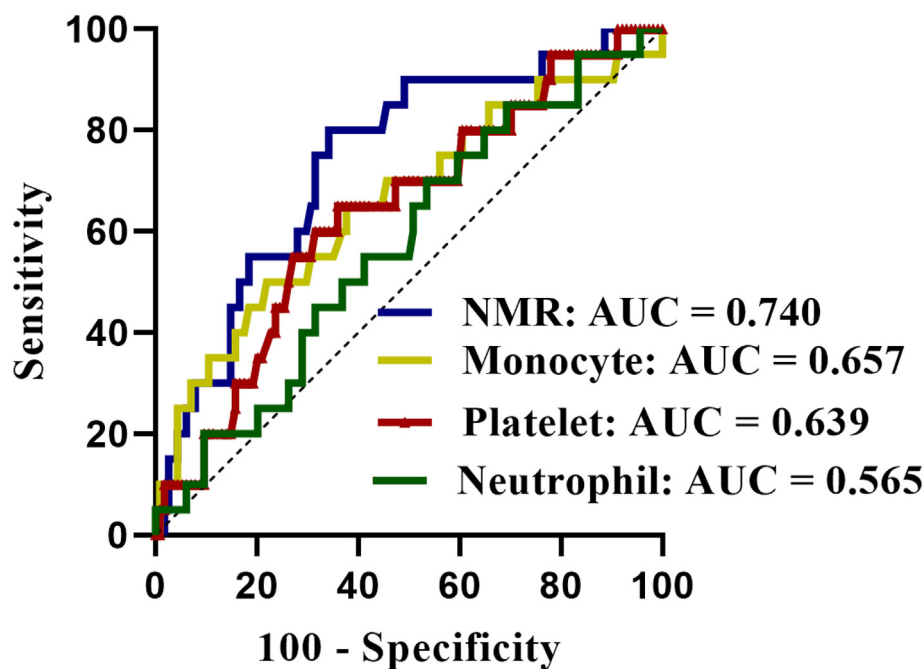 100
80
60
40
20
0
Sensitivity
NMR: AUC = 0.740
Monocyte: AUC = 0.657
Platelet: AUC = 0.639
Neutrophil: AUC = 0.565
0 20 40 60 80 100
100 - Specificity